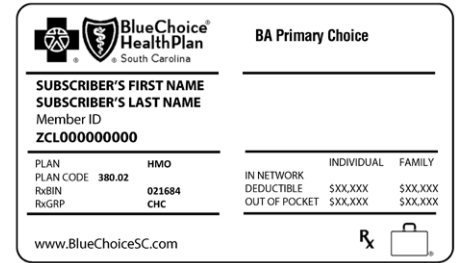 BlueChoice®
HealthPlan
South Carolina
BA Primary Choice
SUBSCRIBER'S FIRST NAME
SUBSCRIBER'S LAST NAME
Member ID
ZCL000000000
PLAN HMO
PLAN CODE 380.02
RxBIN 021684
RxGRP CHC
INDIVIDUAL FAMILY
IN NETWORK
DEDUCTIBLE $XX,XXX $XX,XXX
OUT OF POCKET $XX,XXX $XX,XXX
www.BlueChoiceSC.com
Rx